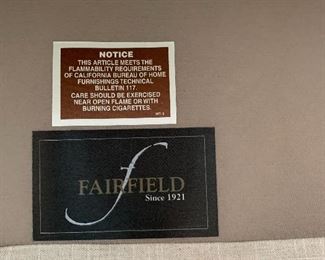 NOTICE
THIS ARTICLE MEETS THE
FLAMMABILITY REQUIREMENTS
OF CALIFORNIA BUREAU OF HOME
FURNISHINGS TECHNICAL
BULLETIN 117.
CARE SHOULD BE EXERCISED
NEAR OPEN FLAME OR WITH
BURNING CIGARETTES.
f
FAIRFIELD
Since 1921